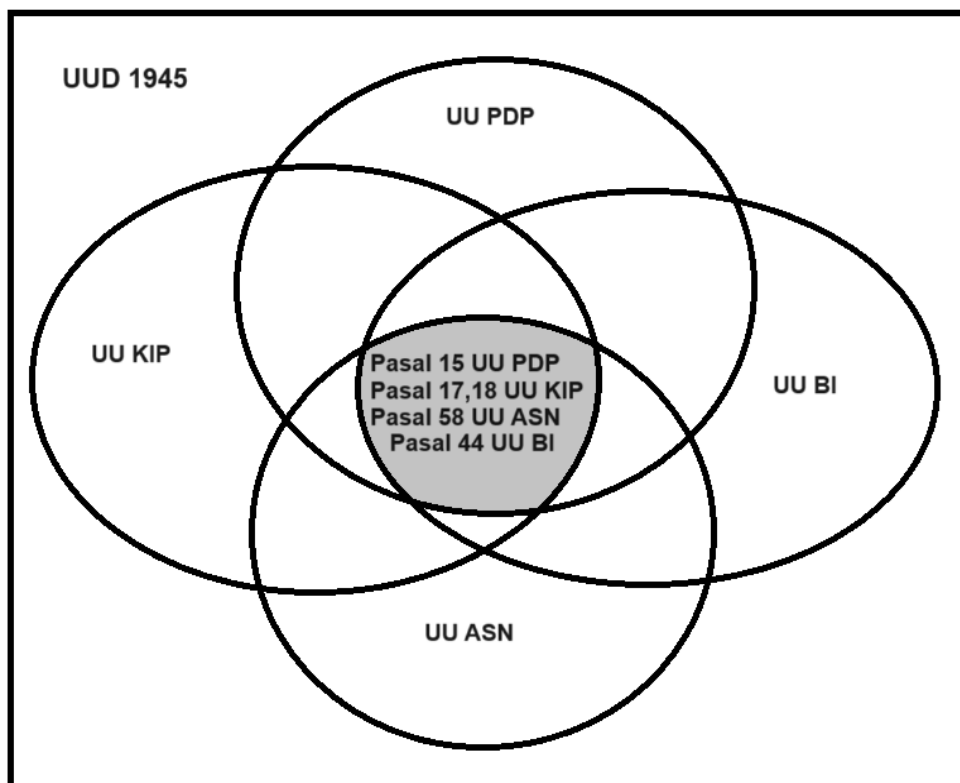 UUD 1945
UU PDP
UU KIP
Pasal 15 UU PDP
Pasal 17,18 UU KIP
Pasal 58 UU ASN
Pasal 44 UU BI
UU BI
UU ASN